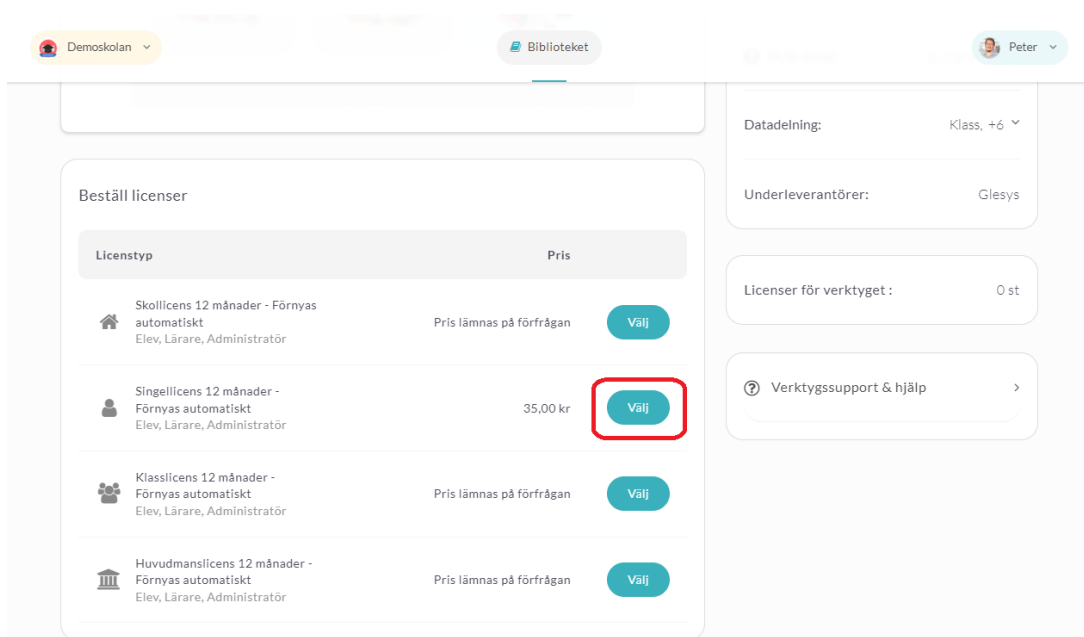 Demoskolan
Biblioteket
Peter
Datadelning: Klass, +6
Underleverantörer: Glesys
Beställ licenser
Licenstyp Pris
Skollicens 12 månader - Förnyas
automatiskt
Elev, Lärare, Administratör
Pris lämnas på förfrågan
Välj
Singellicens 12 månader -
Förnyas automatiskt
Elev, Lärare, Administratör
35,00 kr
Välj
Klasslicens 12 månader -
Förnyas automatiskt
Elev, Lärare, Administratör
Pris lämnas på förfrågan
Välj
Huvudmanslicens 12 månader -
Förnyas automatiskt
Elev, Lärare, Administratör
Pris lämnas på förfrågan
Välj
Licenser för verktyget : 0 st
Verktygssupport & hjälp